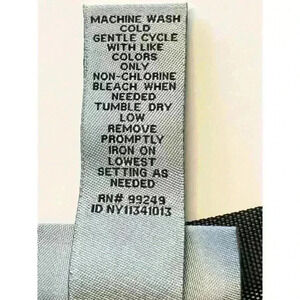 MACHINE WASH
COLD
GENTLE CYCLE
WITH LIKE
COLORS
ONLY
NON-CHLORINE
BLEACH WHEN
NEEDED
TUMBLE DRY
LOW
REMOVE
PROMPTLY
IRON ON
LOWEST
SETTING AS
NEEDED
RN# 99249
ID NY11341013